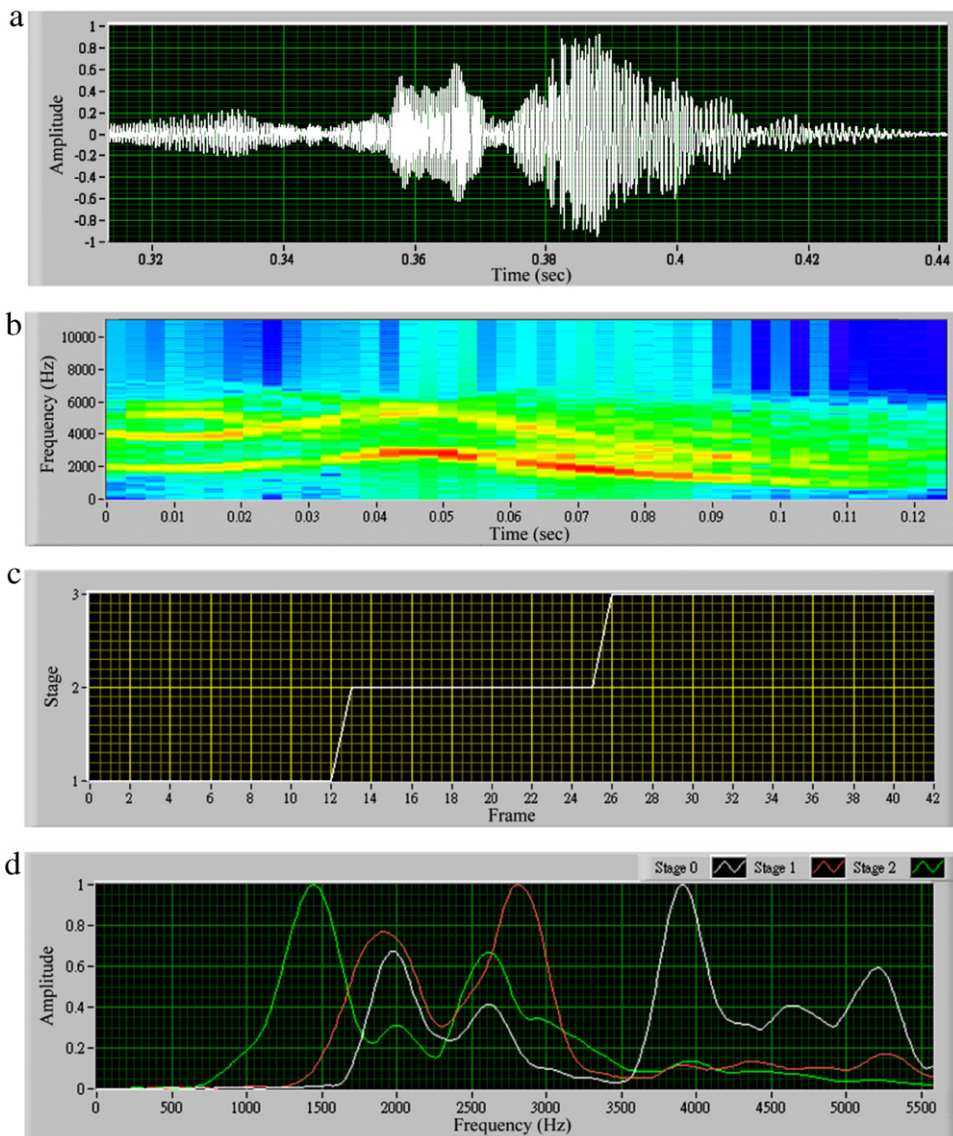 a
1
0.8
0.6
0.4
0.2
0
-0.2
-0.4
-0.6
-0.8
-1
Amplitude
0.32 0.34 0.36 0.38 0.4 0.42 0.44
Time (sec)
b
10000
8000
6000
4000
2000
0
Frequency (Hz)
0 0.01 0.02 0.03 0.04 0.05 0.06 0.07 0.08 0.09 0.1 0.11 0.12
Time (sec)
c
3
2
1
Stage
0 2 4 6 8 10 12 14 16 18 20 22 24 26 28 30 32 34 36 38 40 42
Frame
d
Stage 0 Stage 1 Stage 2
1
0.8
0.6
0.4
0.2
0
Amplitude
0 500 1000 1500 2000 2500 3000 3500 4000 4500 5000 5500
Frequency (Hz)